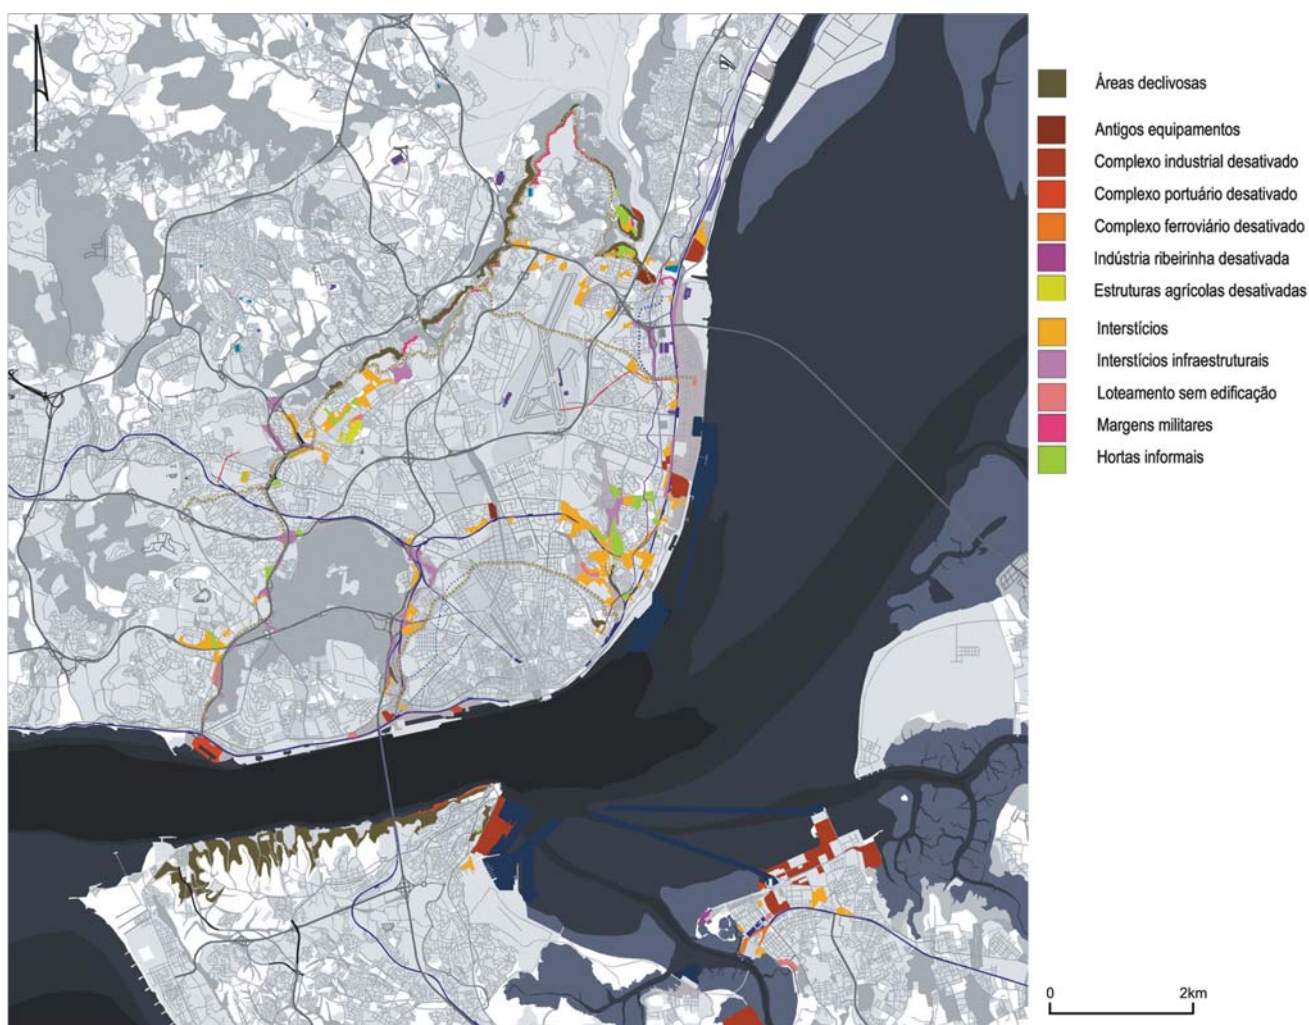 Áreas declivosas
Antigos equipamentos
Complexo industrial desativado
Complexo portuário desativado
Complexo ferroviário desativado
Indústria ribeirinha desativada
Estruturas agrícolas desativadas
Interstícios
Interstícios infraestruturais
Loteamento sem edificação
Margens militares
Hortas informais
0 2km